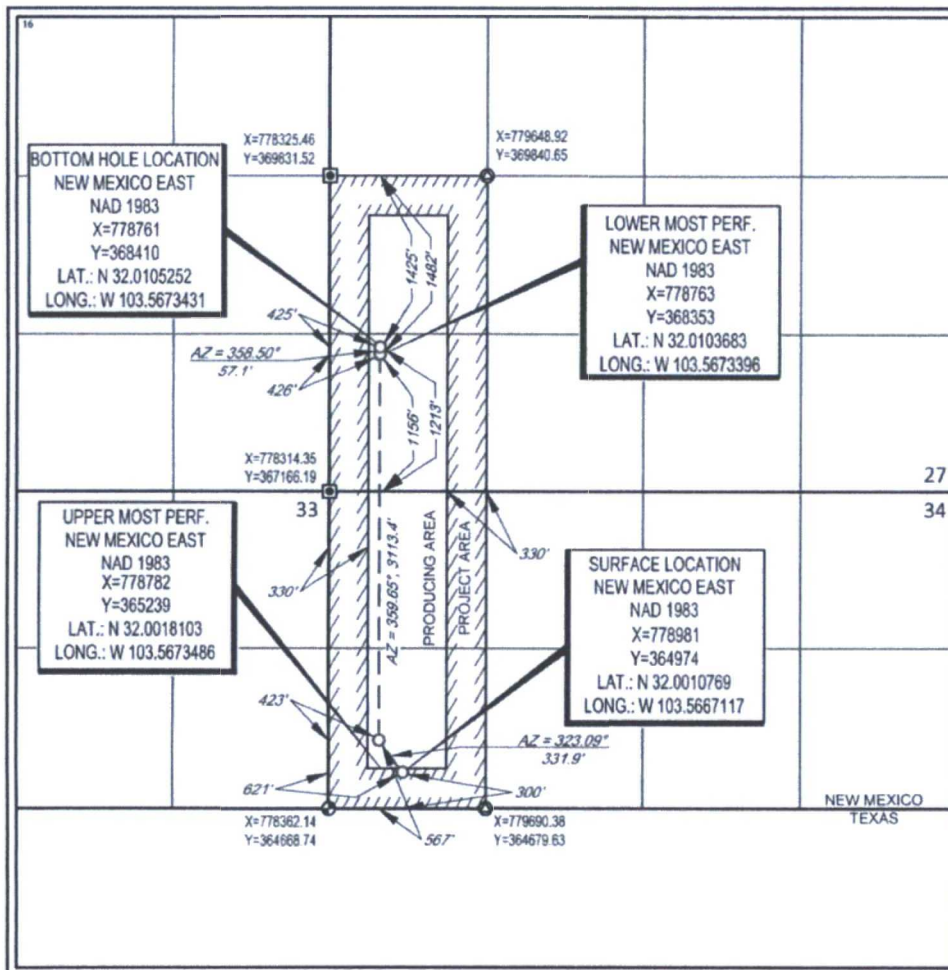 16
X=778325.46
Y=369831.52
X=779648.92
Y=369840.65
BOTTOM HOLE LOCATION
NEW MEXICO EAST
NAD 1983
X=778761
Y=368410
LAT.: N 32.0105252
LONG.: W 103.5673431
LOWER MOST PERF.
NEW MEXICO EAST
NAD 1983
X=778763
Y=368353
LAT.: N 32.0103683
LONG.: W 103.5673396
1425'
1482'
425'
AZ = 358.50°
57.1'
426'
1156'
1213'
X=778314.35
Y=367166.19
27
33
34
UPPER MOST PERF.
NEW MEXICO EAST
NAD 1983
X=778782
Y=365239
LAT.: N 32.0018103
LONG.: W 103.5673486
330'
AZ = 359.65°, 3113.4'
PRODUCING AREA
PROJECT AREA
330'
SURFACE LOCATION
NEW MEXICO EAST
NAD 1983
X=778981
Y=364974
LAT.: N 32.0010769
LONG.: W 103.5667117
423'
AZ = 323.09°
331.9'
621'
300'
NEW MEXICO
TEXAS
X=778362.14
Y=364668.74
567'
X=779690.38
Y=364679.63